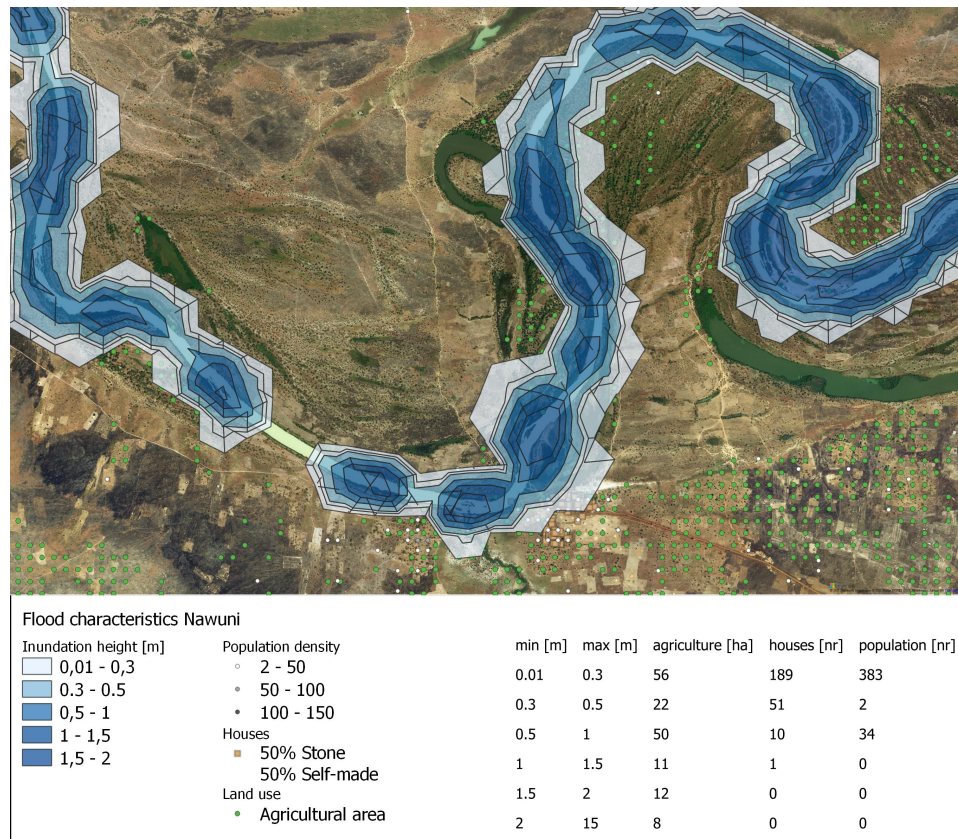 Flood characteristics Nawuni
Inundation height [m]
0,01 - 0,3
0.3 - 0.5
0,5 - 1
1 - 1,5
1,5 - 2
Population density
2 - 50
50 - 100
100 - 150
Houses
50% Stone
50% Self-made
Land use
Agricultural area
min [m] max [m] agriculture [ha] houses [nr] population [nr]
0.01 0.3 56 189 383
0.3 0.5 22 51 2
0.5 1 50 10 34
1 1.5 11 1 0
1.5 2 12 0 0
2 15 8 0 0